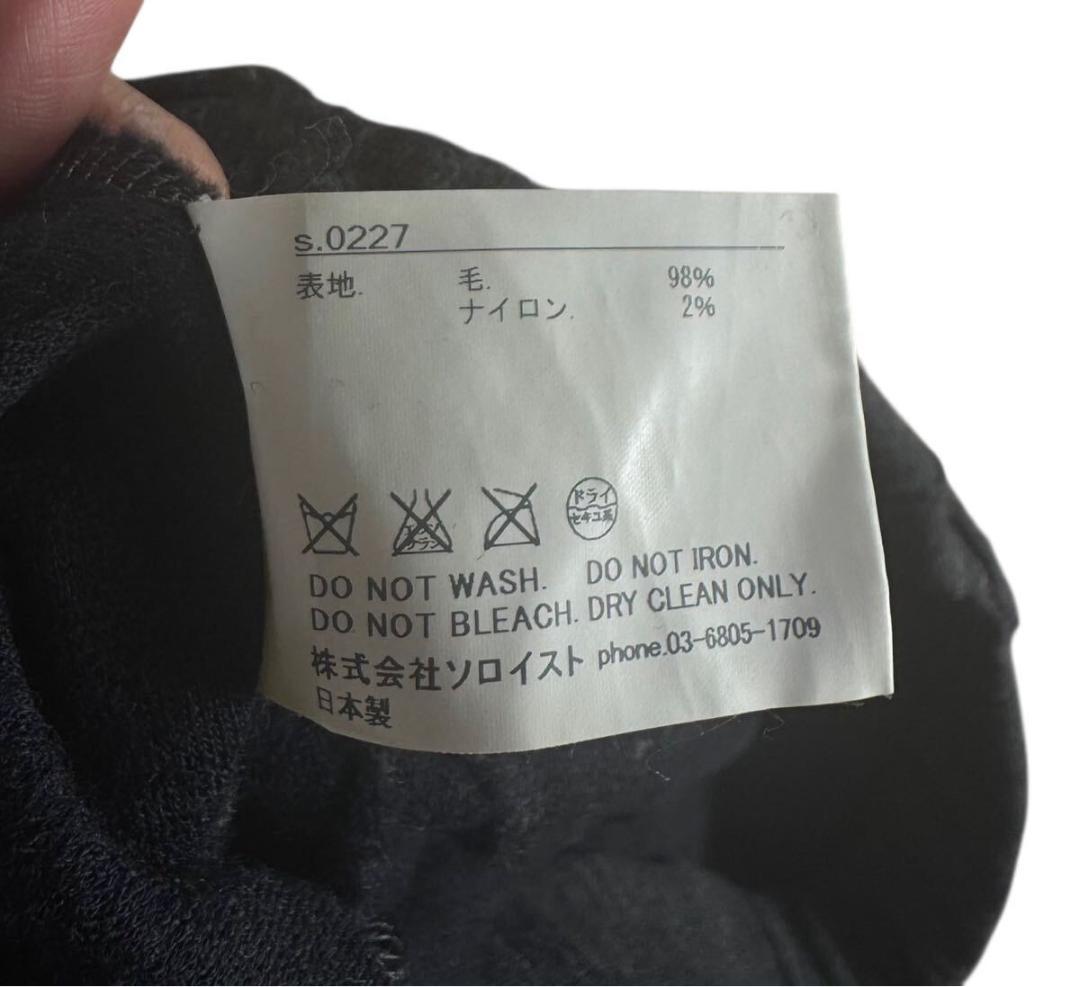 s.0227
表地. 毛. 98%
ナイロン. 2%
ドライ
セキユ系
DO NOT WASH. DO NOT IRON.
DO NOT BLEACH. DRY CLEAN ONLY.
株式会社ソロイスト phone.03-6805-1709
日本製